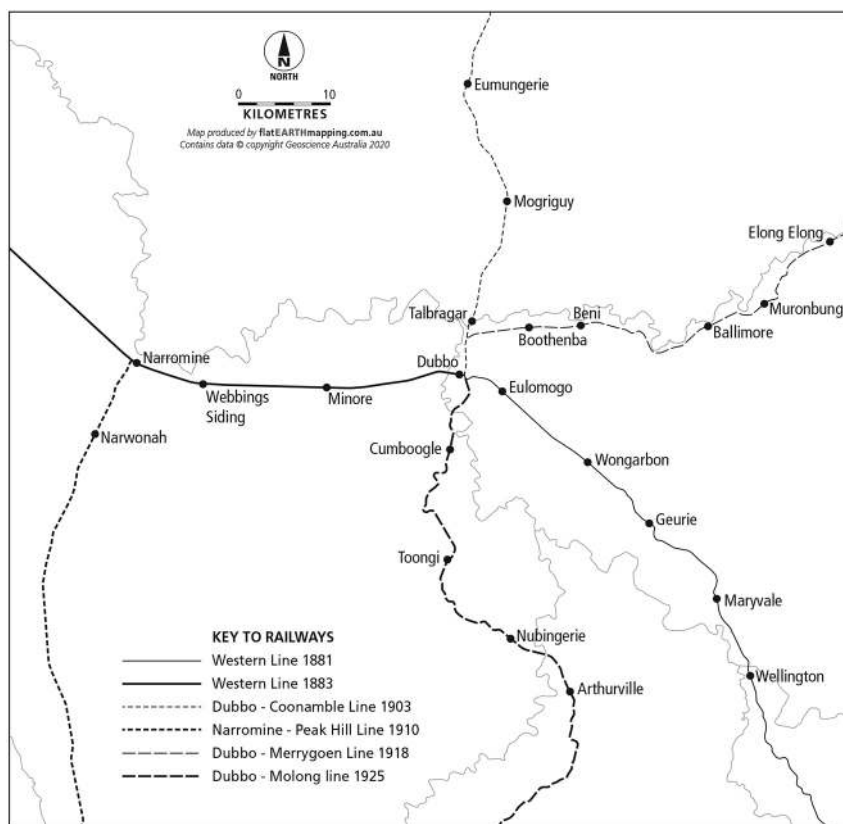 N
NORTH
0 10
KILOMETRES
Map produced by flatEARTHmapping.com.au
Contains data © copyright Geoscience Australia 2020
Eumungerie
Mogriguy
Elong Elong
Talbragar
Beni
Muronbung
Boothenba
Ballimore
Narromine
Dubbo
Webbings
Siding
Minore
Eulomogo
Narwonah
Cumboogle
Wongarbon
Geurie
Toongi
Maryvale
Nubingerie
Wellington
Arthurville
KEY TO RAILWAYS
Western Line 1881
Western Line 1883
Dubbo - Coonamble Line 1903
Narromine - Peak Hill Line 1910
Dubbo - Merrygoen Line 1918
Dubbo - Molong line 1925